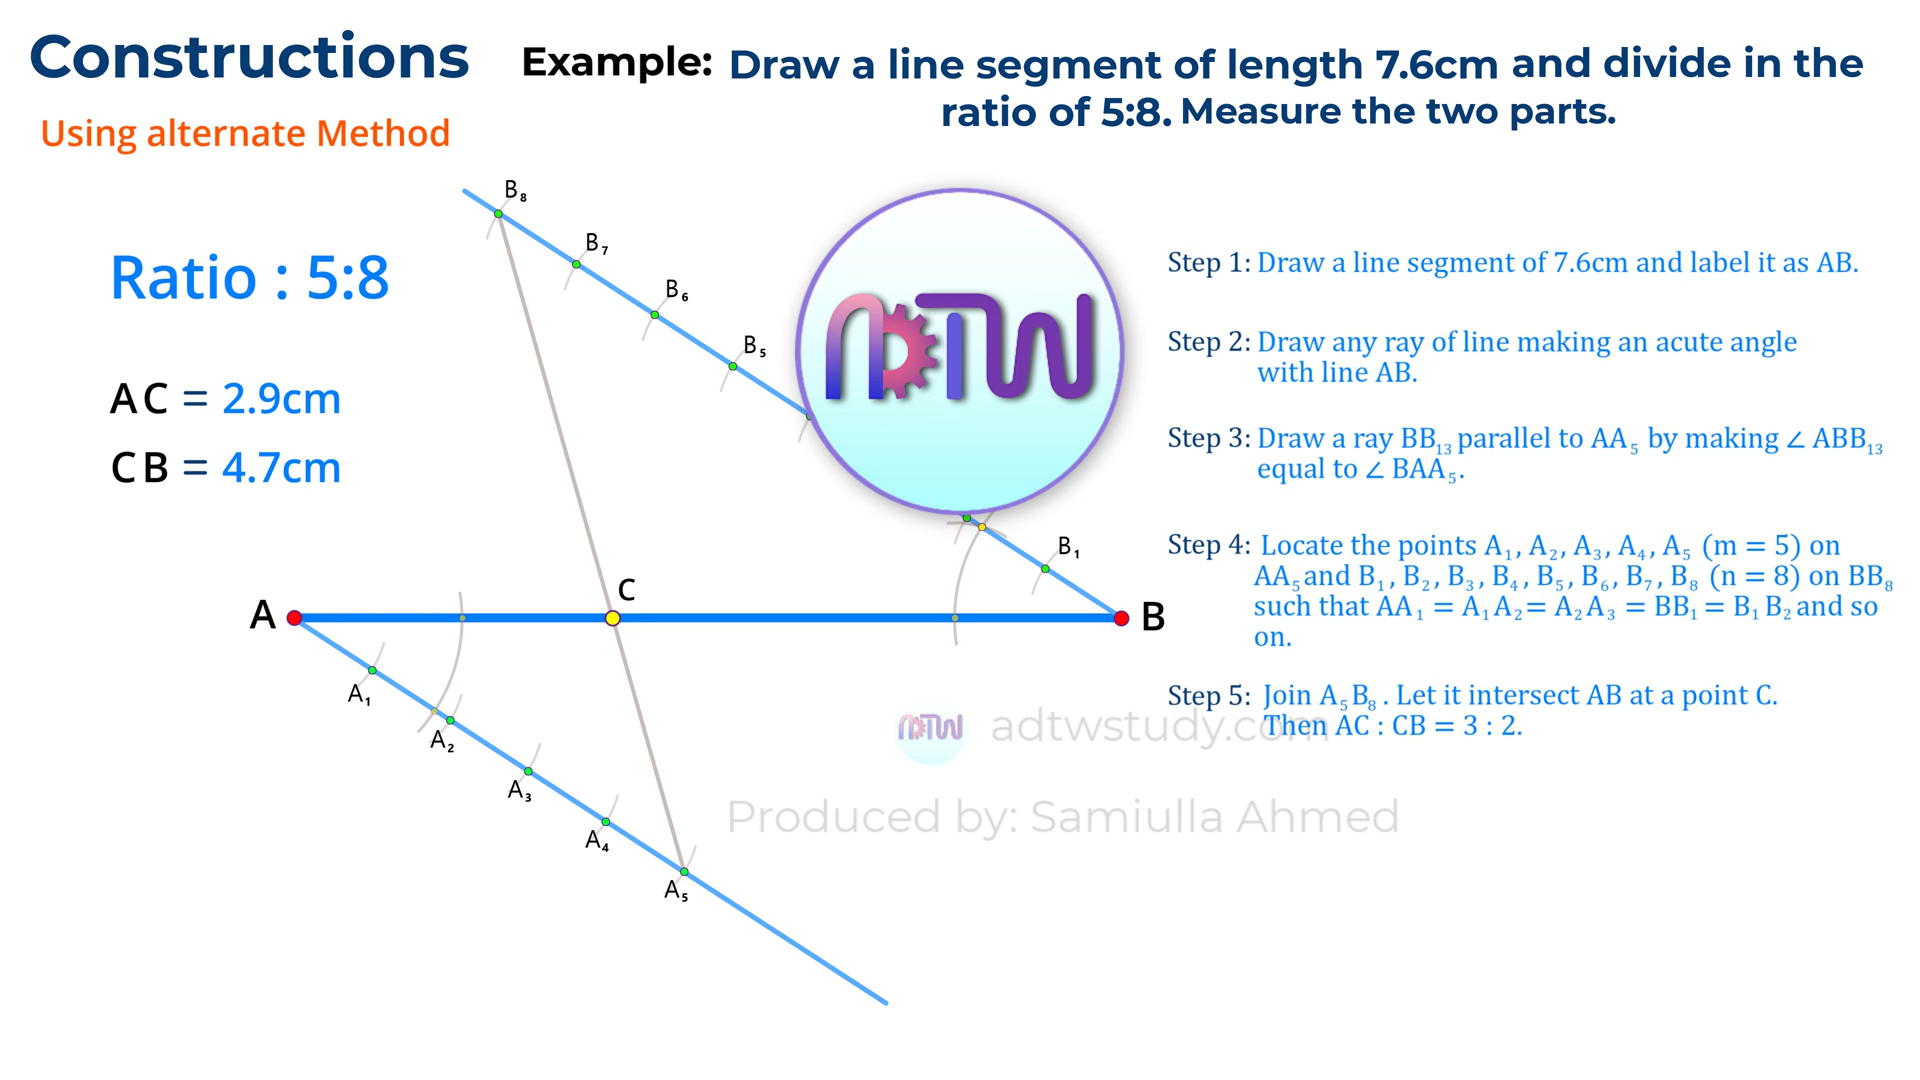 Constructions
Example: Draw a line segment of length 7.6cm and divide in the
ratio of 5:8. Measure the two parts.
Using alternate Method
Ratio : 5:8
AC = 2.9cm
CB = 4.7cm
B₈
B₇
B₆
B₅
B₁
A
C
B
A₁
A₂
A₃
A₄
A₅
NDTW
Step 1: Draw a line segment of 7.6cm and label it as AB.
Step 2: Draw any ray of line making an acute angle
with line AB.
Step 3: Draw a ray BB₁₃ parallel to AA₅ by making ∠ ABB₁₃
equal to ∠ BAA₅.
Step 4: Locate the points A₁, A₂, A₃, A₄, A₅ (m = 5) on
AA₅ and B₁, B₂, B₃, B₄, B₅, B₆, B₇, B₈ (n = 8) on BB₈
such that AA₁ = A₁A₂ = A₂A₃ = BB₁ = B₁B₂ and so
on.
Step 5: Join A₅B₈. Let it intersect AB at a point C.
Then AC : CB = 3 : 2.
NDTW adtwstudy.com
Produced by: Samiulla Ahmed